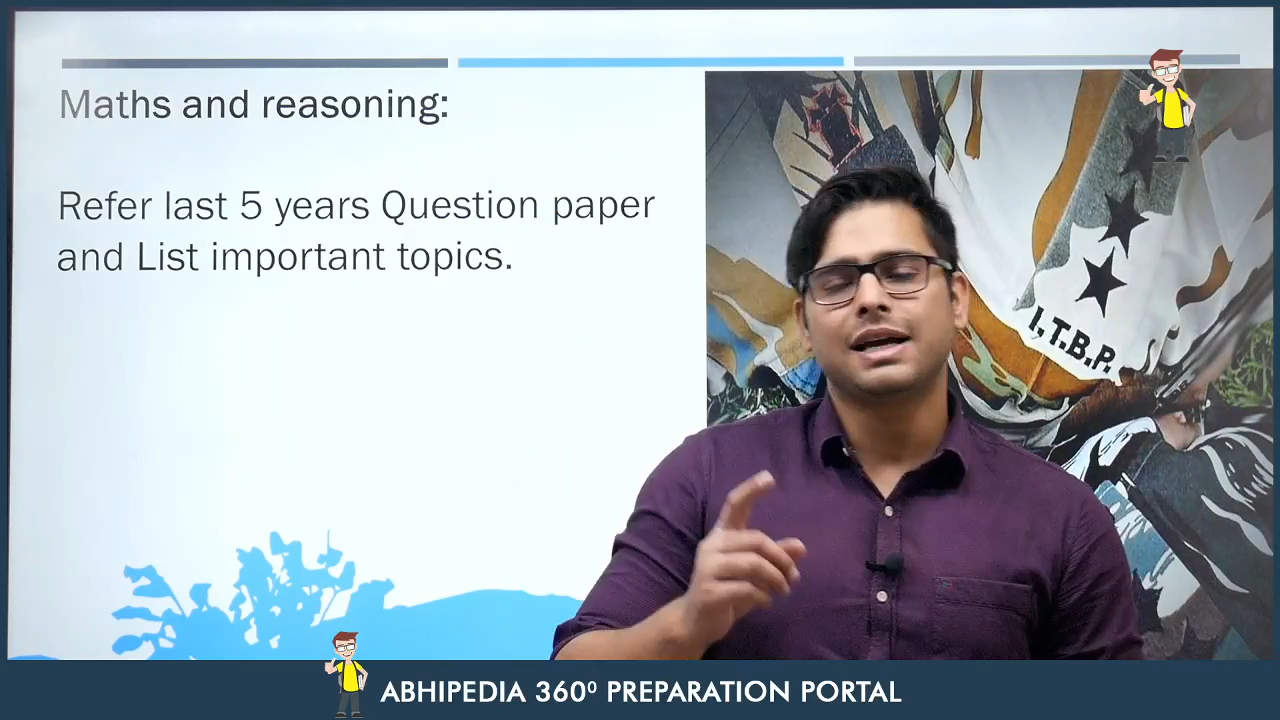 Maths and reasoning:
Refer last 5 years Question paper
and List important topics.
I.T.B.P.
ABHIPEDIA 360⁰ PREPARATION PORTAL